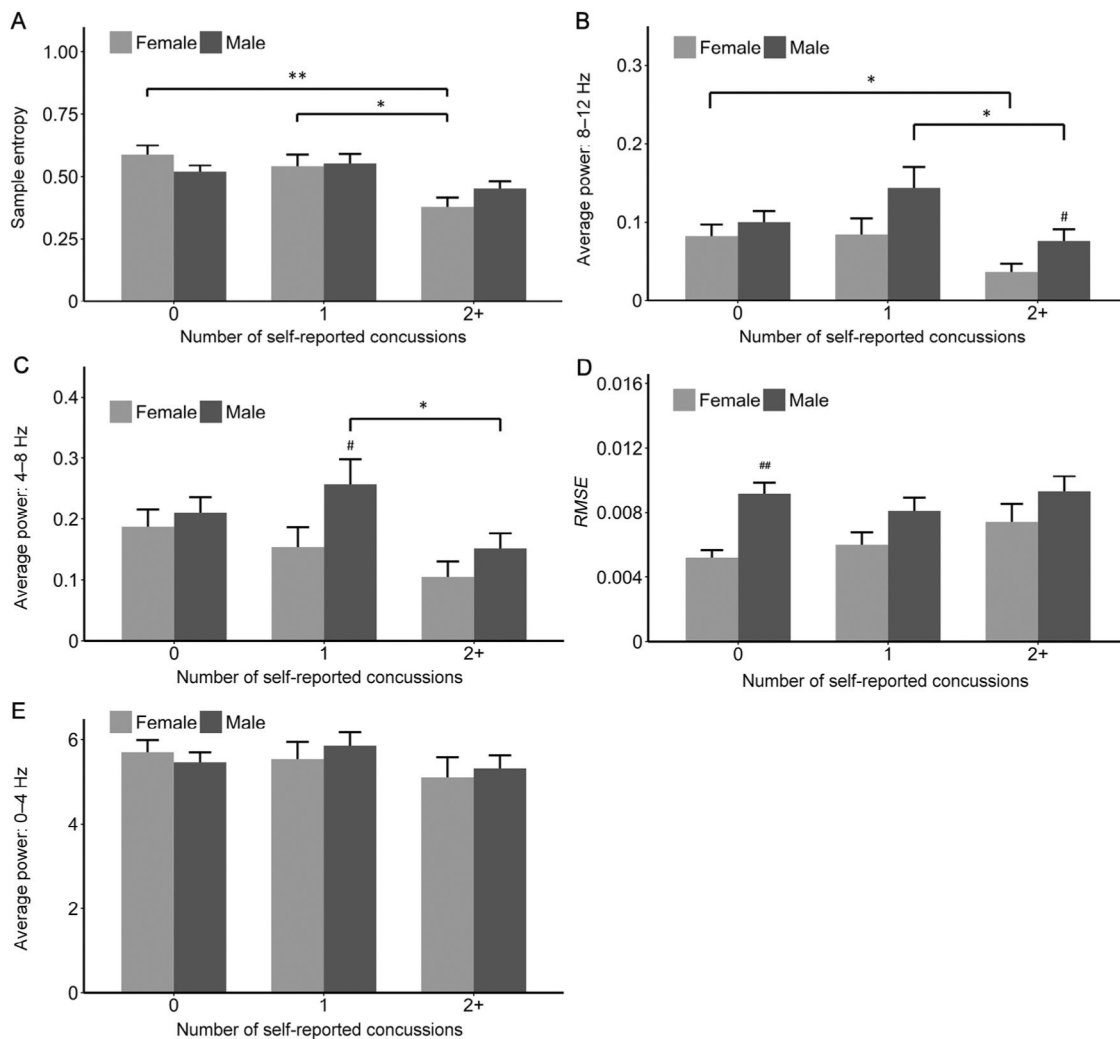 A
Female Male
1.00
0.75
0.50
0.25
0
**
*
Sample entropy
0 1 2+
Number of self-reported concussions
B
Female Male
0.3
0.2
0.1
0
*
*
#
Average power: 8–12 Hz
0 1 2+
Number of self-reported concussions
C
Female Male
0.4
0.3
0.2
0.1
0
*
#
Average power: 4–8 Hz
0 1 2+
Number of self-reported concussions
D
Female Male
0.016
0.012
0.008
0.004
0
##
RMSE
0 1 2+
Number of self-reported concussions
E
Female Male
6
4
2
0
Average power: 0–4 Hz
0 1 2+
Number of self-reported concussions